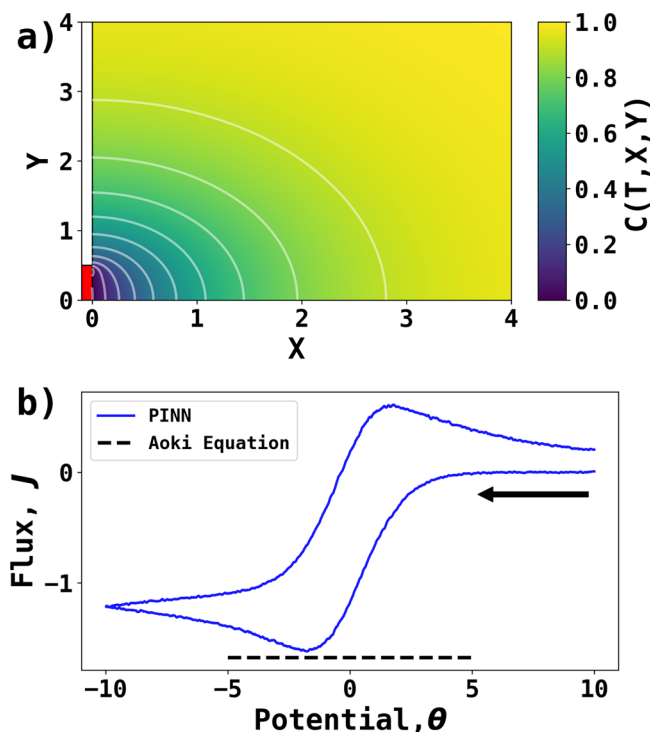 a)
4
3
2
1
0
Y
0
1
2
3
4
X
1.0
0.8
0.6
0.4
0.2
0.0
C(T,X,Y)
b)
PINN
Aoki Equation
0
−1
Flux, J
−10
−5
0
5
10
Potential,θ